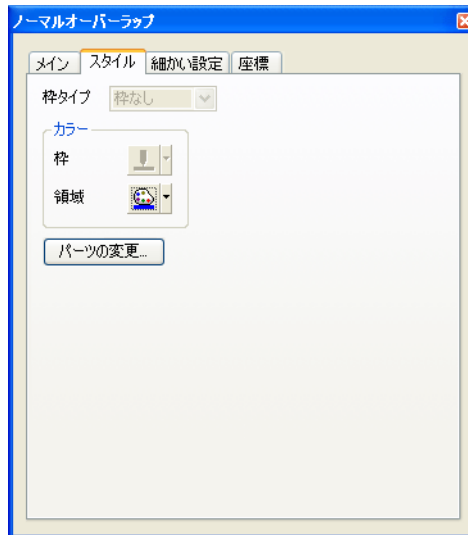 ノーマルオーバーラップ
メイン スタイル 細かい設定 座標
枠タイプ 枠なし
カラー
枠
領域
パーツの変更...